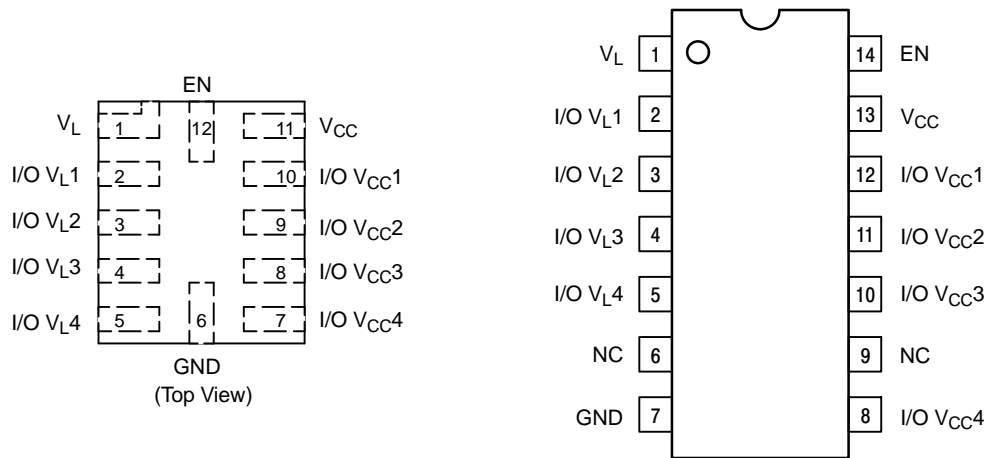 EN
V_L 1 12 11 V_CC
I/O V_L1 2 10 I/O V_CC1
I/O V_L2 3 9 I/O V_CC2
I/O V_L3 4 8 I/O V_CC3
I/O V_L4 5 6 7 I/O V_CC4
GND
(Top View)
V_L 1 14 EN
I/O V_L1 2 13 V_CC
I/O V_L2 3 12 I/O V_CC1
I/O V_L3 4 11 I/O V_CC2
I/O V_L4 5 10 I/O V_CC3
NC 6 9 NC
GND 7 8 I/O V_CC4